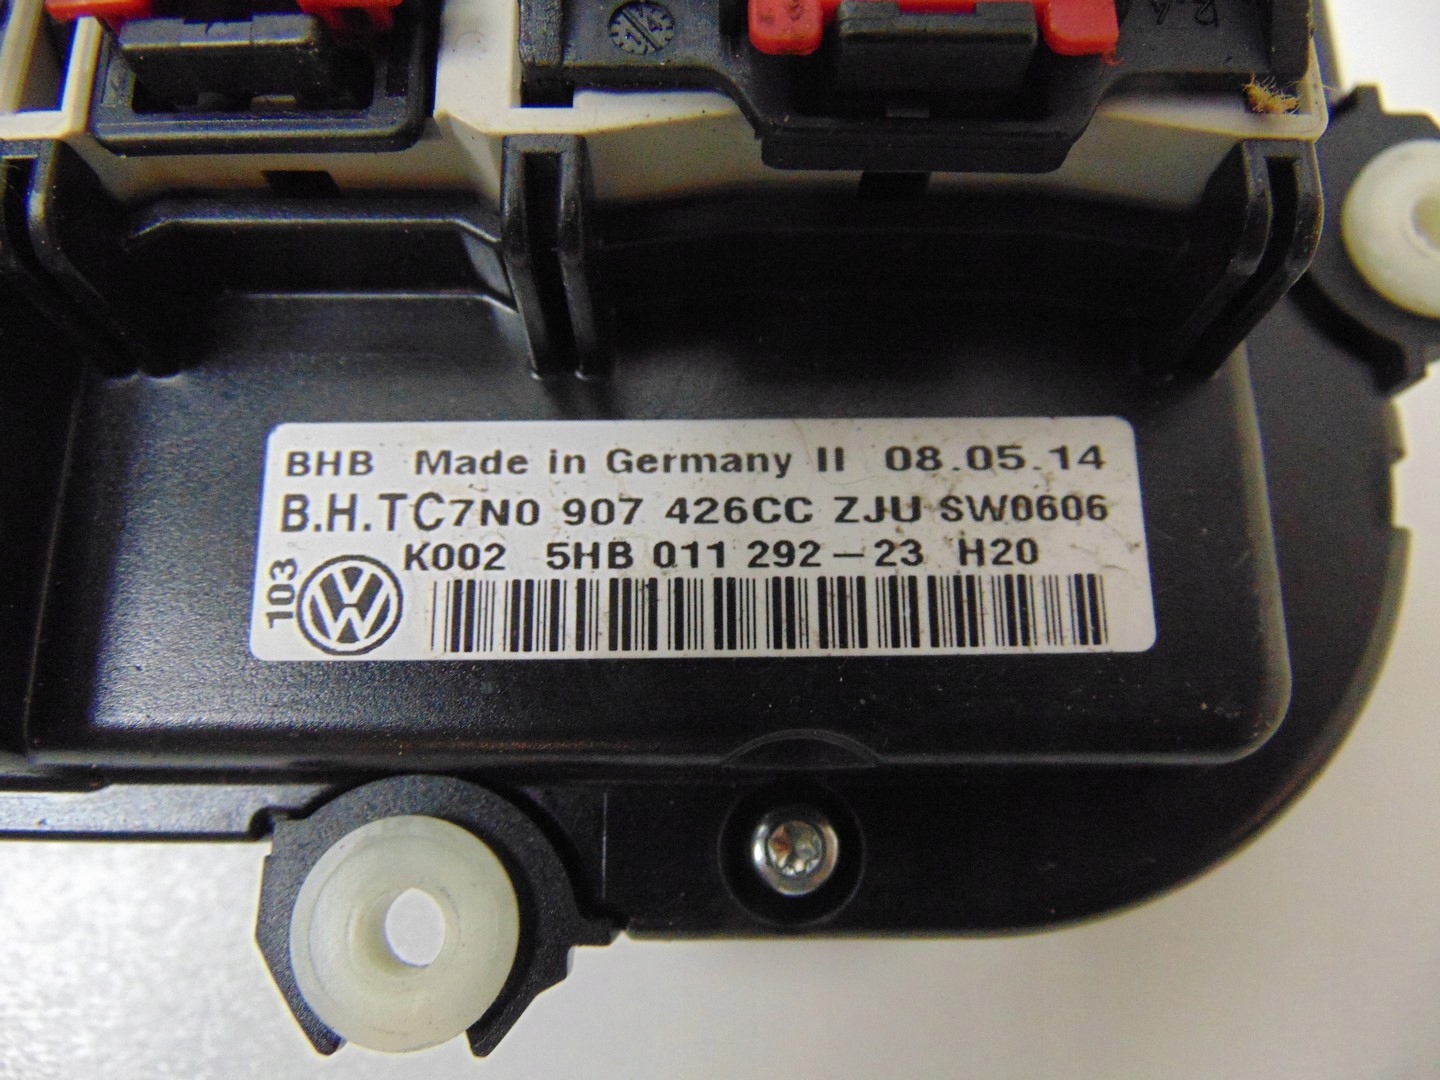 14
BHB Made in Germany II 08.05.14
B.H.TC7N0 907 426CC ZJU SW0606
K002 5HB 011 292-23 H20
103